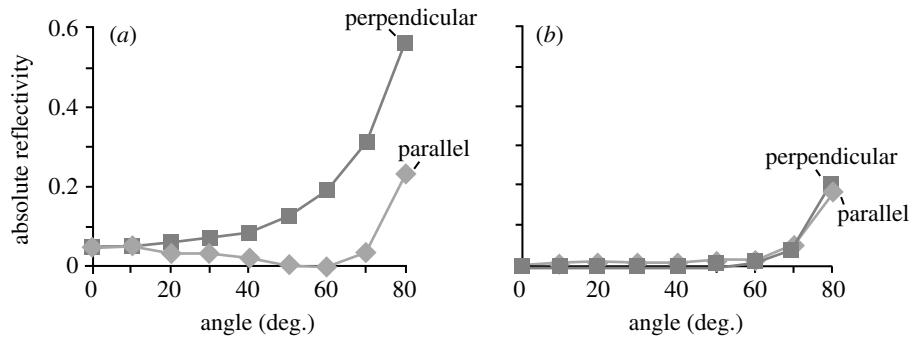 (a)
perpendicular
parallel
absolute reflectivity
0.6
0.4
0.2
0
0 20 40 60 80
angle (deg.)
(b)
perpendicular
parallel
0 20 40 60 80
angle (deg.)